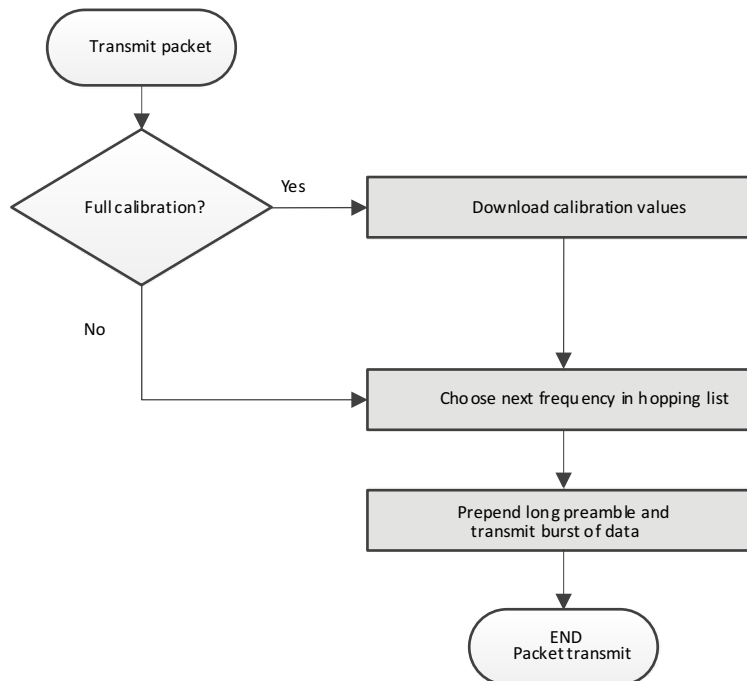 Transmit packet
Full calibration?
Yes
Download calibration values
No
Choose next frequency in hopping list
Prepend long preamble and
transmit burst of data
END
Packet transmit